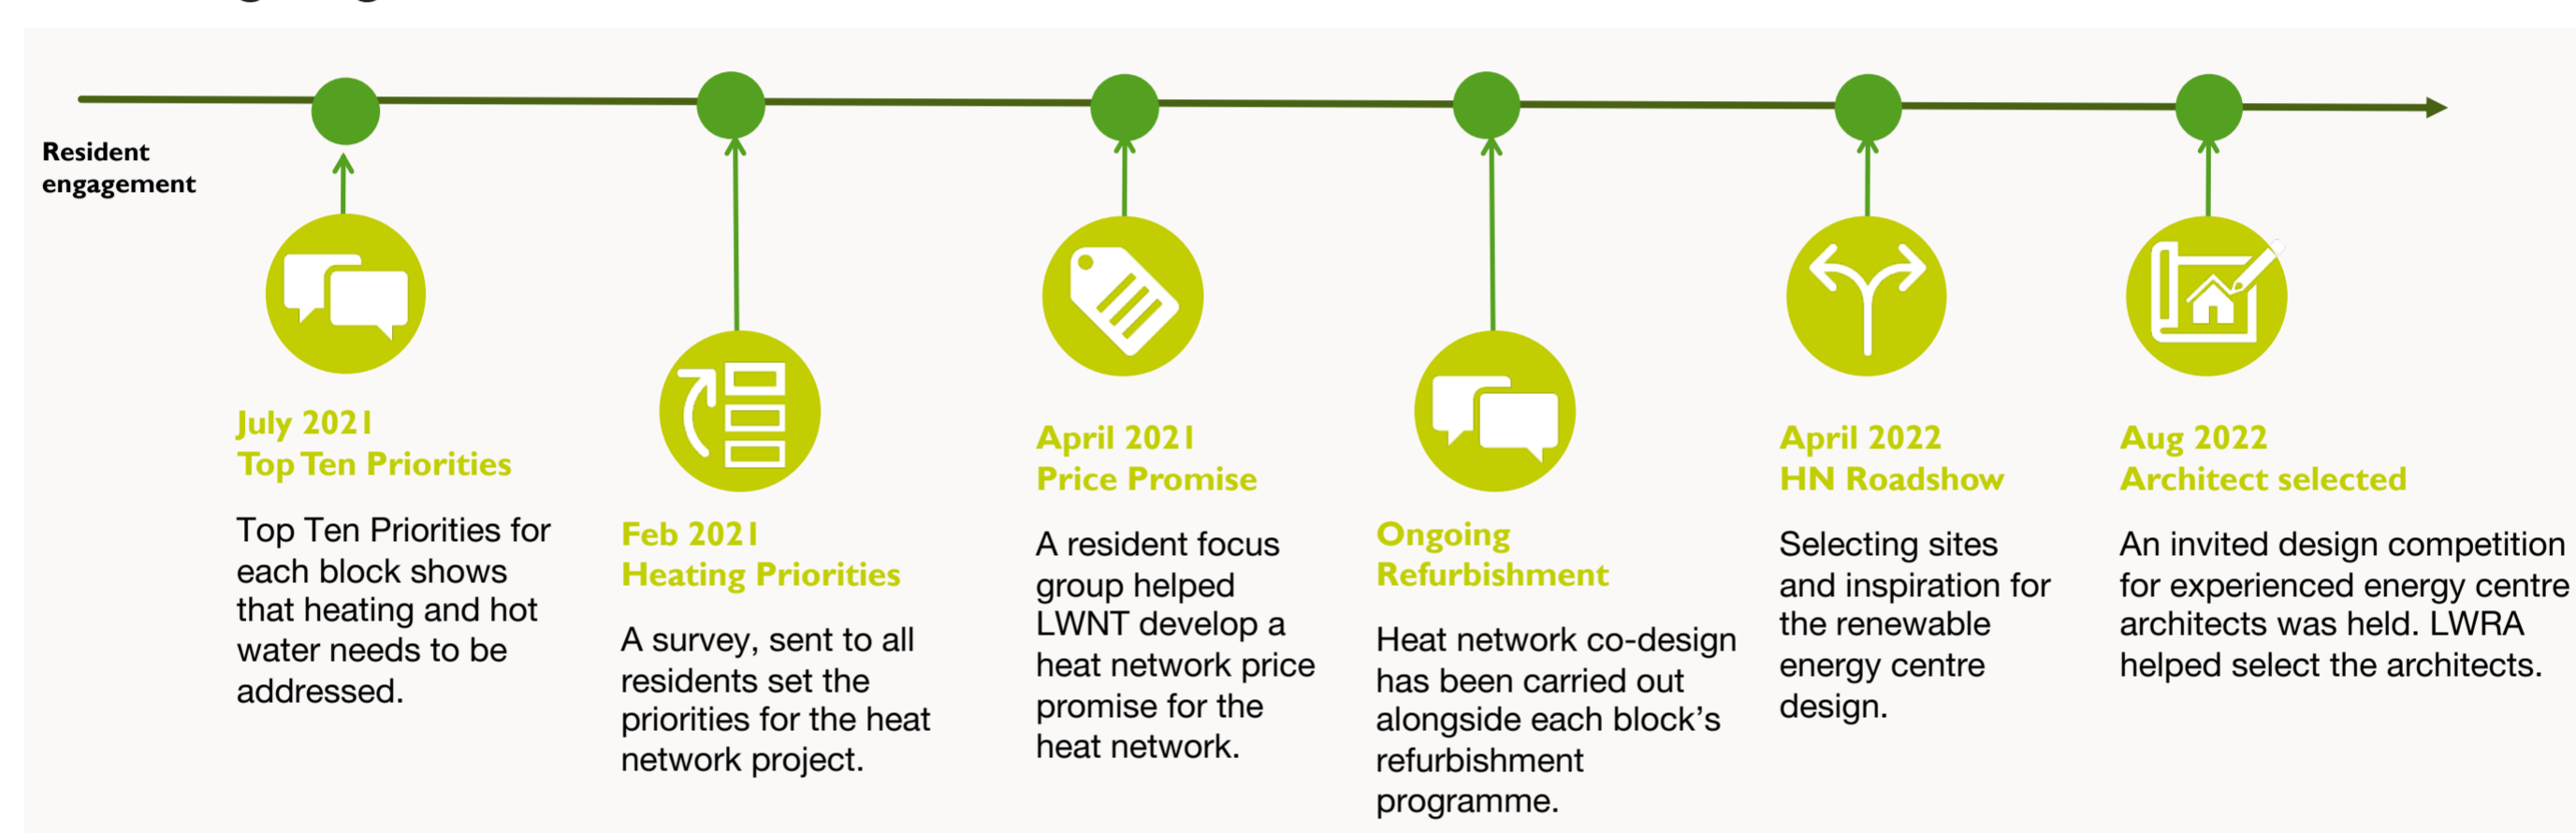 Resident
engagement
July 2021
Top Ten Priorities
Top Ten Priorities for
each block shows
that heating and hot
water needs to be
addressed.
Feb 2021
Heating Priorities
A survey, sent to all
residents set the
priorities for the heat
network project.
April 2021
Price Promise
A resident focus
group helped
LWNT develop a
heat network price
promise for the
heat network.
Ongoing
Refurbishment
Heat network co-design
has been carried out
alongside each block’s
refurbishment
programme.
April 2022
HN Roadshow
Selecting sites
and inspiration for
the renewable
energy centre
design.
Aug 2022
Architect selected
An invited design competition
for experienced energy centre
architects was held. LWRA
helped select the architects.